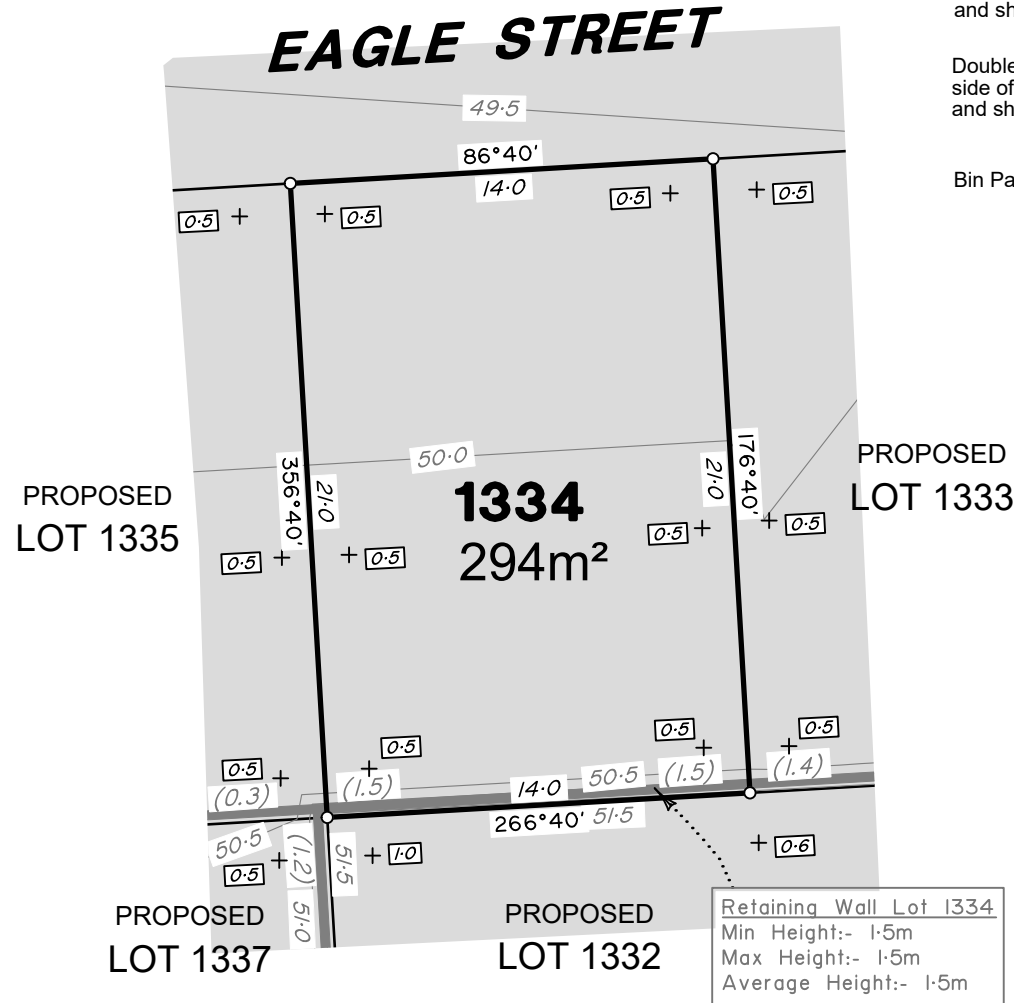 and sh
EAGLE STREET
Double
side of
and sh
49·5
86°40'
14·0
Bin Pa
0·5
0·5
0·5
0·5
50·0
356°40'
21·0
21·0
176°40'
PROPOSED
LOT 1335
1334
294m²
PROPOSED
LOT 1333
0·5
0·5
0·5
0·5
0·5
0·5
0·5
0·5
(0.3)
(1.5)
14·0
50·5
(1.5)
(1.4)
266°40'
51·5
50·5
0·5
(1.2)
51·0
51·5
1·0
0·6
PROPOSED
LOT 1337
PROPOSED
LOT 1332
Retaining Wall Lot 1334
Min Height:- 1·5m
Max Height:- 1·5m
Average Height:- 1·5m